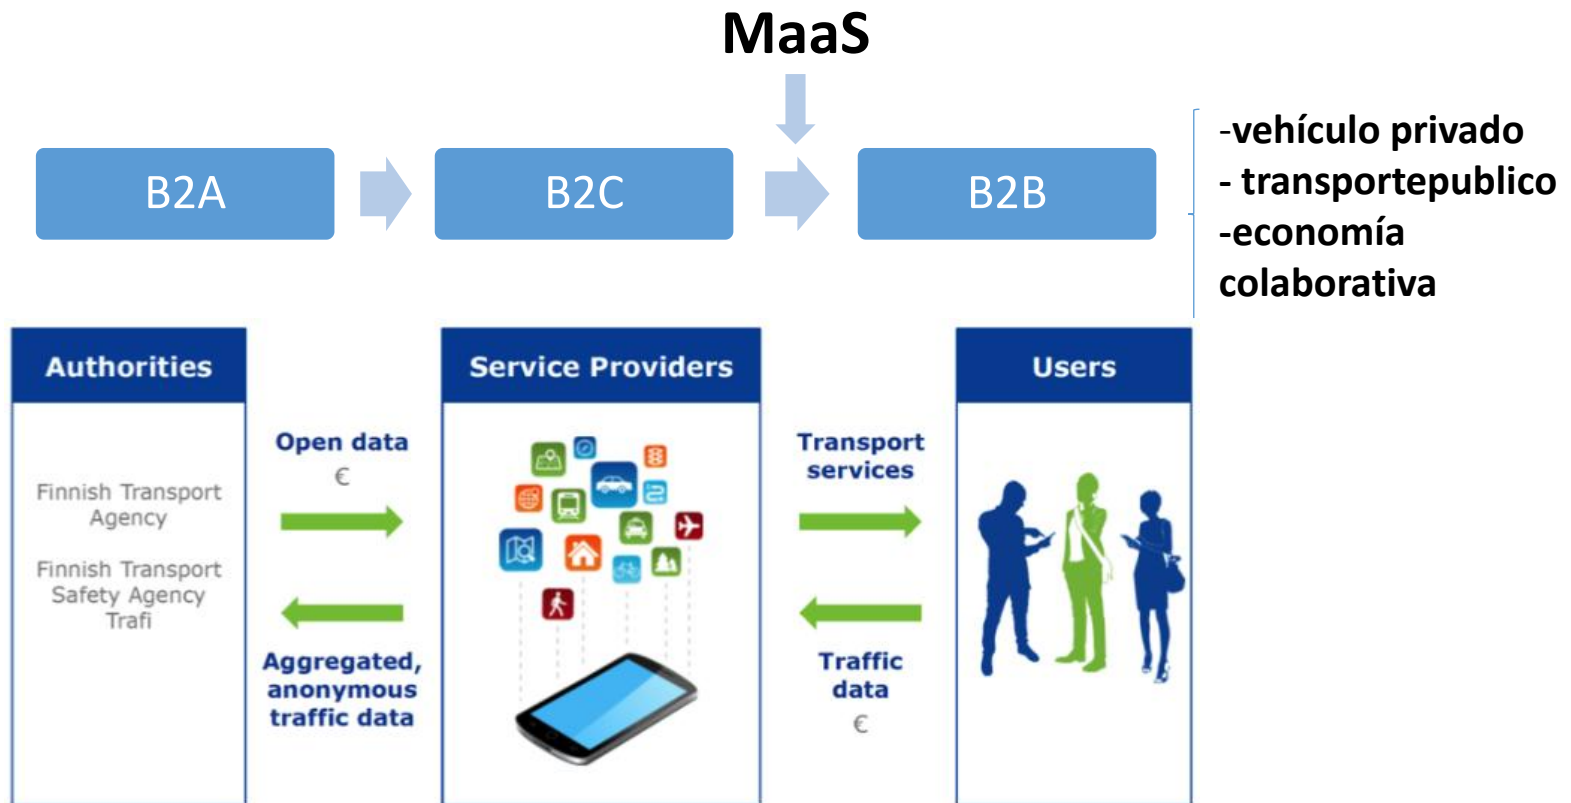 MaaS
B2A
B2C
B2B
-vehículo privado
- transportepublico
-economía
colaborativa
Authorities
Finnish Transport
Agency
Finnish Transport
Safety Agency
Trafi
Open data
€
Aggregated,
anonymous
traffic data
Service Providers
Transport
services
Traffic
data
€
Users